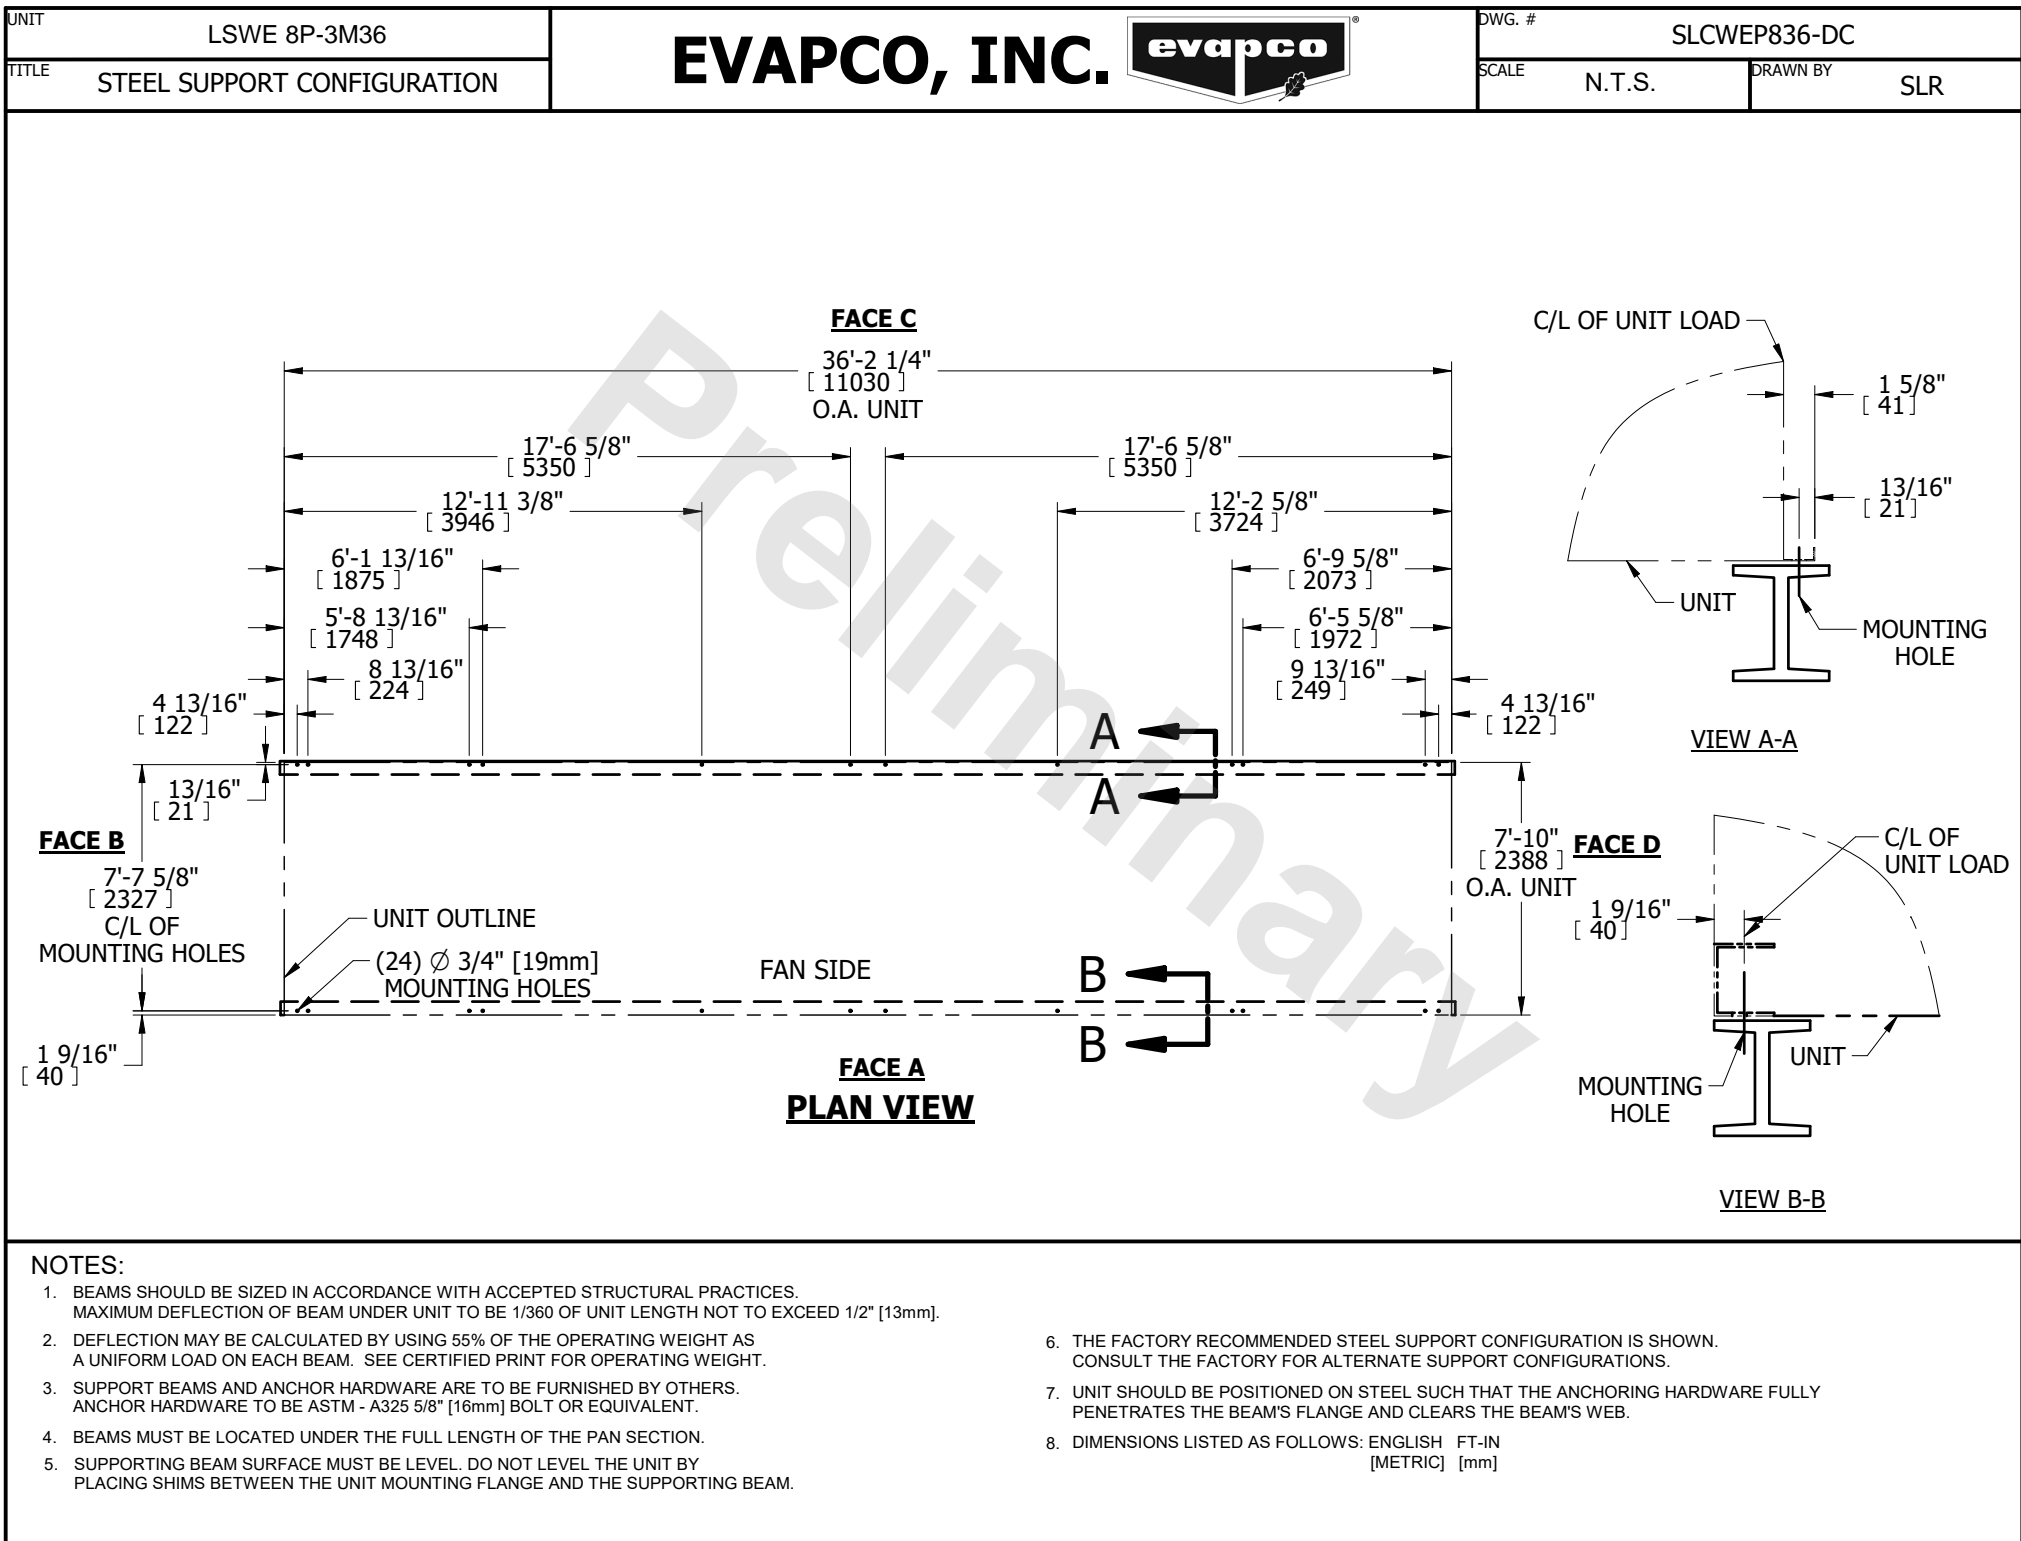 UNIT
LSWE 8P-3M36
TITLE
STEEL SUPPORT CONFIGURATION
EVAPCO, INC.
evapco
®
DWG. #
SLCWEP836-DC
SCALE
N.T.S.
DRAWN BY
SLR
Preliminary
FACE C
36'-2 1/4"
[ 11030 ]
O.A. UNIT
17'-6 5/8"
[ 5350 ]
17'-6 5/8"
[ 5350 ]
12'-11 3/8"
[ 3946 ]
12'-2 5/8"
[ 3724 ]
6'-1 13/16"
[ 1875 ]
6'-9 5/8"
[ 2073 ]
5'-8 13/16"
[ 1748 ]
6'-5 5/8"
[ 1972 ]
8 13/16"
[ 224 ]
9 13/16"
[ 249 ]
4 13/16"
[ 122 ]
4 13/16"
[ 122 ]
A
A
13/16"
[ 21 ]
FACE B
7'-7 5/8"
[ 2327 ]
C/L OF
MOUNTING HOLES
7'-10"
[ 2388 ]
O.A. UNIT
FACE D
UNIT OUTLINE
(24) ∅ 3/4" [19mm]
MOUNTING HOLES
FAN SIDE
B
B
1 9/16"
[ 40 ]
FACE A
PLAN VIEW
C/L OF UNIT LOAD
1 5/8"
[ 41 ]
13/16"
[ 21 ]
UNIT
MOUNTING
HOLE
VIEW A-A
C/L OF
UNIT LOAD
1 9/16"
[ 40 ]
UNIT
MOUNTING
HOLE
VIEW B-B
NOTES:
1. BEAMS SHOULD BE SIZED IN ACCORDANCE WITH ACCEPTED STRUCTURAL PRACTICES.
MAXIMUM DEFLECTION OF BEAM UNDER UNIT TO BE 1/360 OF UNIT LENGTH NOT TO EXCEED 1/2" [13mm].
2. DEFLECTION MAY BE CALCULATED BY USING 55% OF THE OPERATING WEIGHT AS
A UNIFORM LOAD ON EACH BEAM. SEE CERTIFIED PRINT FOR OPERATING WEIGHT.
3. SUPPORT BEAMS AND ANCHOR HARDWARE ARE TO BE FURNISHED BY OTHERS.
ANCHOR HARDWARE TO BE ASTM - A325 5/8" [16mm] BOLT OR EQUIVALENT.
4. BEAMS MUST BE LOCATED UNDER THE FULL LENGTH OF THE PAN SECTION.
5. SUPPORTING BEAM SURFACE MUST BE LEVEL. DO NOT LEVEL THE UNIT BY
PLACING SHIMS BETWEEN THE UNIT MOUNTING FLANGE AND THE SUPPORTING BEAM.
6. THE FACTORY RECOMMENDED STEEL SUPPORT CONFIGURATION IS SHOWN.
CONSULT THE FACTORY FOR ALTERNATE SUPPORT CONFIGURATIONS.
7. UNIT SHOULD BE POSITIONED ON STEEL SUCH THAT THE ANCHORING HARDWARE FULLY
PENETRATES THE BEAM'S FLANGE AND CLEARS THE BEAM'S WEB.
8. DIMENSIONS LISTED AS FOLLOWS: ENGLISH FT-IN
[METRIC] [mm]